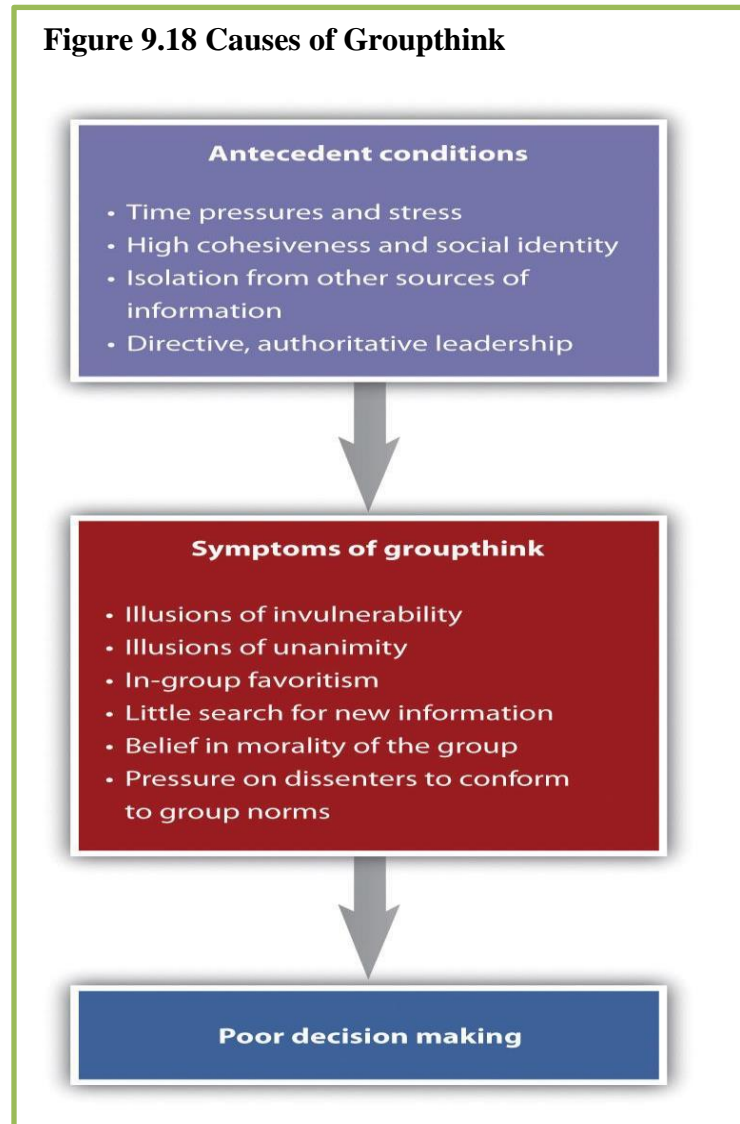 Figure 9.18 Causes of Groupthink
Antecedent conditions
• Time pressures and stress
• High cohesiveness and social identity
• Isolation from other sources of
information
• Directive, authoritative leadership
Symptoms of groupthink
• Illusions of invulnerability
• Illusions of unanimity
• In-group favoritism
• Little search for new information
• Belief in morality of the group
• Pressure on dissenters to conform
to group norms
Poor decision making